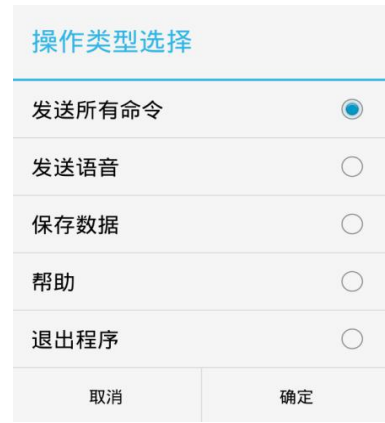 操作类型选择
发送所有命令
发送语音
保存数据
帮助
退出程序
取消
确定